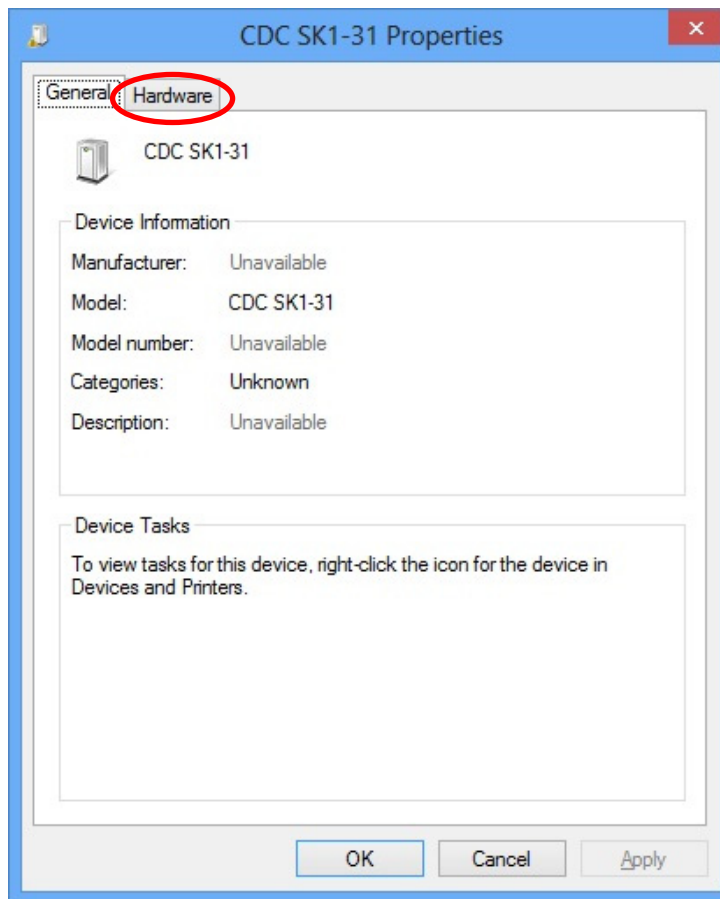 CDC SK1-31 Properties
General Hardware
CDC SK1-31
Device Information
Manufacturer: Unavailable
Model: CDC SK1-31
Model number: Unavailable
Categories: Unknown
Description: Unavailable
Device Tasks
To view tasks for this device, right-click the icon for the device in
Devices and Printers.
OK Cancel Apply